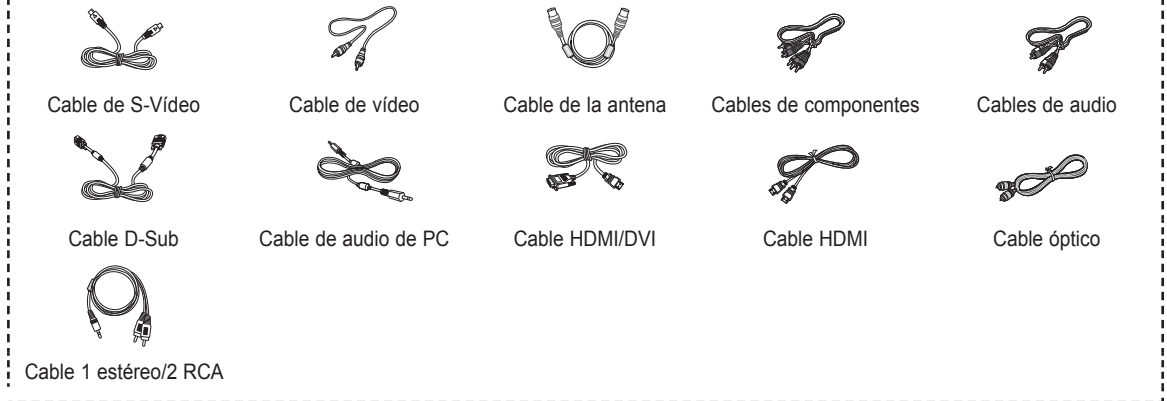 Cable de S-Vídeo Cable de vídeo Cable de la antena Cables de componentes Cables de audio
Cable D-Sub Cable de audio de PC Cable HDMI/DVI Cable HDMI Cable óptico
Cable 1 estéreo/2 RCA